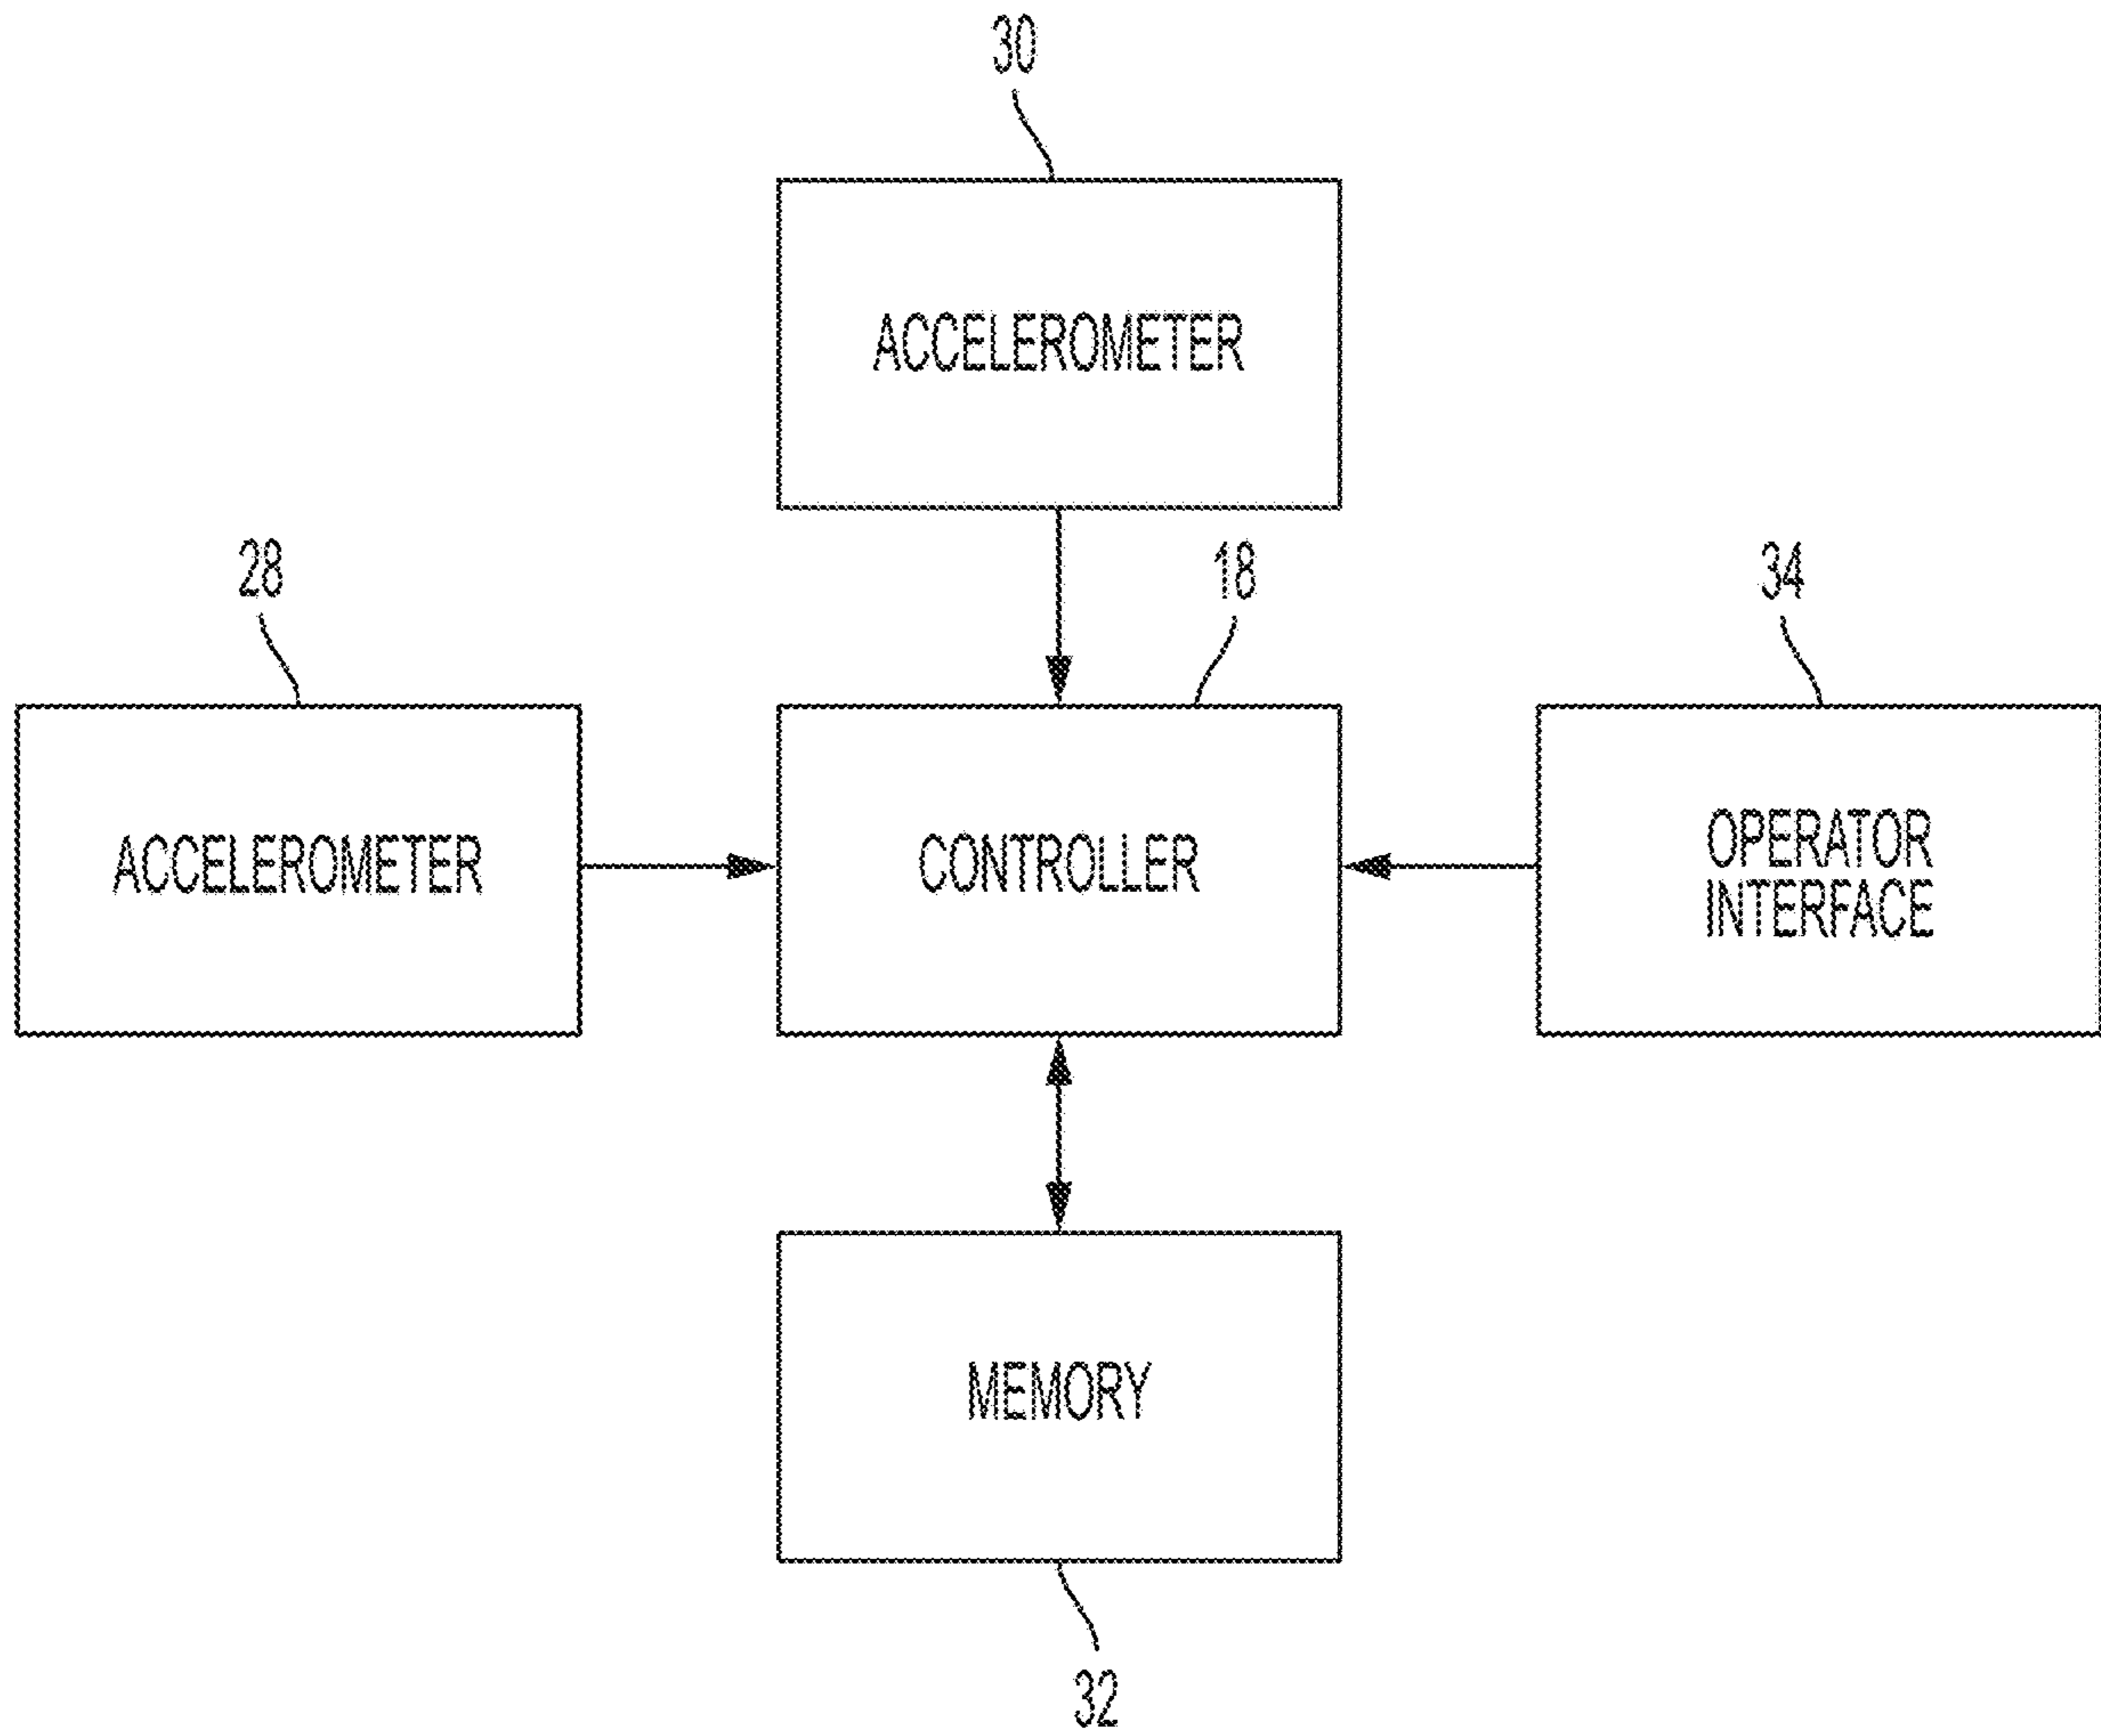 30
ACCELEROMETER
28
18
34
ACCELEROMETER
CONTROLLER
OPERATOR
INTERFACE
MEMORY
32